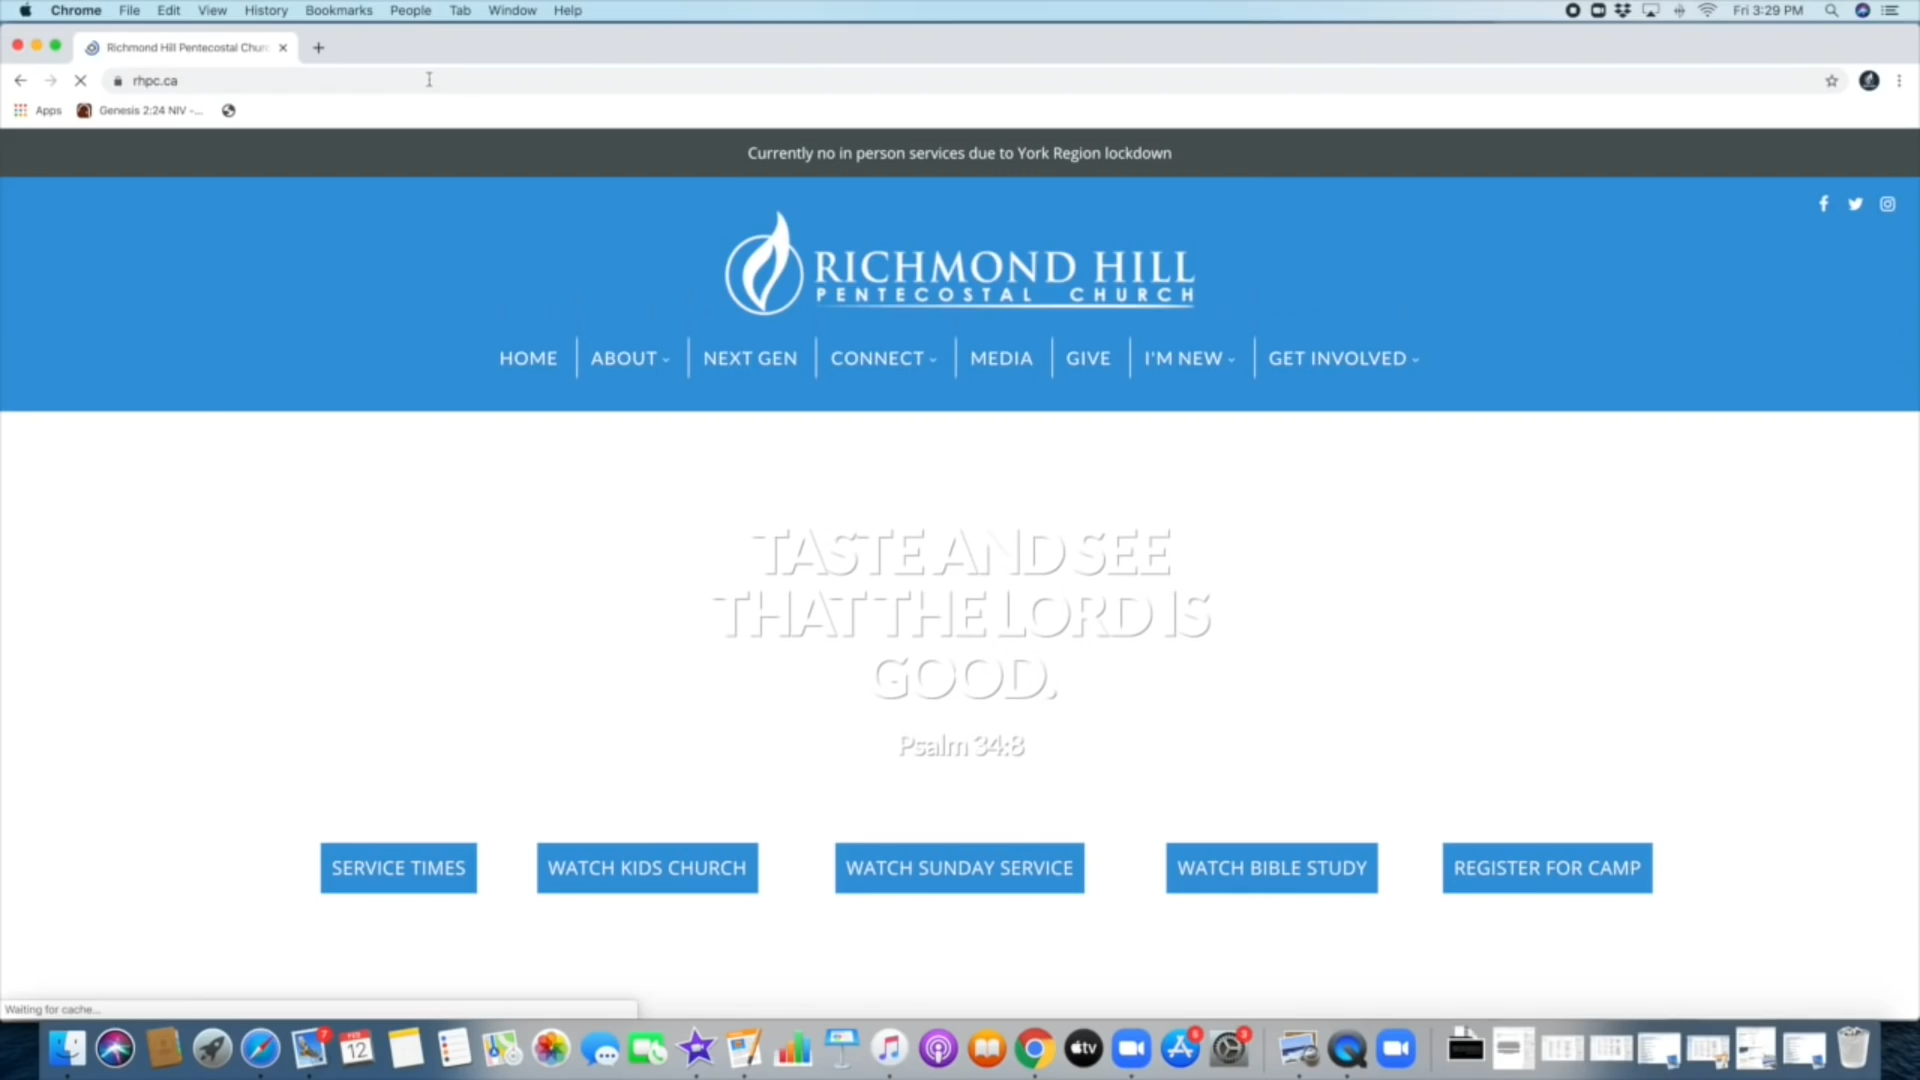 Chrome File Edit View History Bookmarks People Tab Window Help
Fri 3:29 PM
Richmond Hill Pentecostal Churc
rhpc.ca
Apps Genesis 2:24 NIV -...
Currently no in person services due to York Region lockdown
RICHMOND HILL
PENTECOSTAL CHURCH
HOME ABOUT NEXT GEN CONNECT MEDIA GIVE I'M NEW GET INVOLVED
TASTE AND SEE
THAT THE LORD IS
GOOD.
Psalm 34:8
SERVICE TIMES WATCH KIDS CHURCH WATCH SUNDAY SERVICE WATCH BIBLE STUDY REGISTER FOR CAMP
Waiting for cache...
7 FEB 12 tv